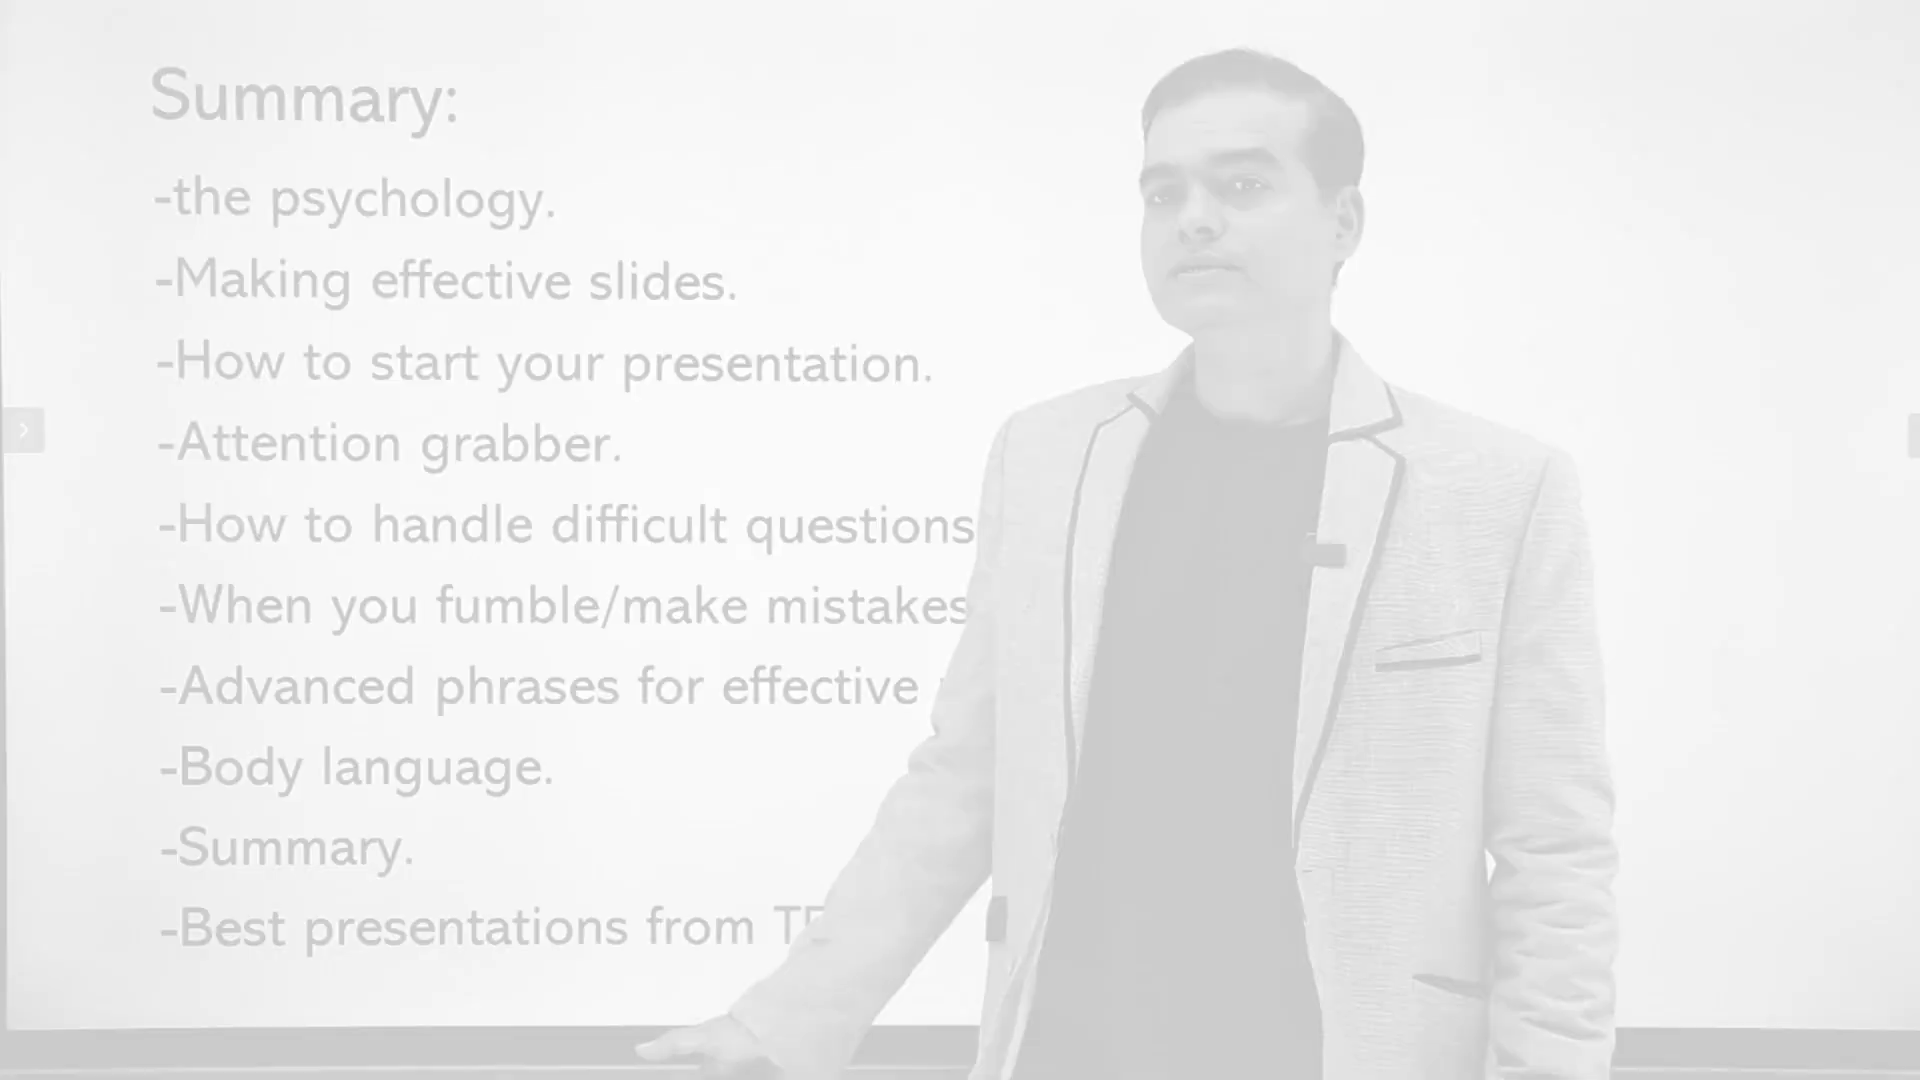 Summary:
-the psychology.
-Making effective slides.
-How to start your presentation.
-Attention grabber.
-How to handle difficult questions
-When you fumble/make mistakes
-Advanced phrases for effective
-Body language.
-Summary.
-Best presentations from